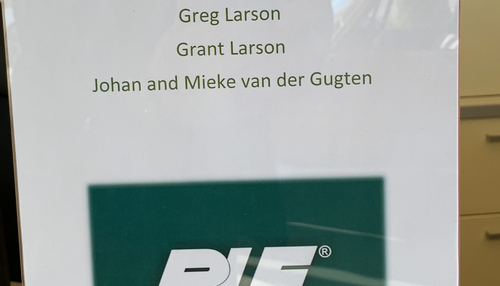 Greg Larson
Grant Larson
Johan and Mieke van der Gugten
®